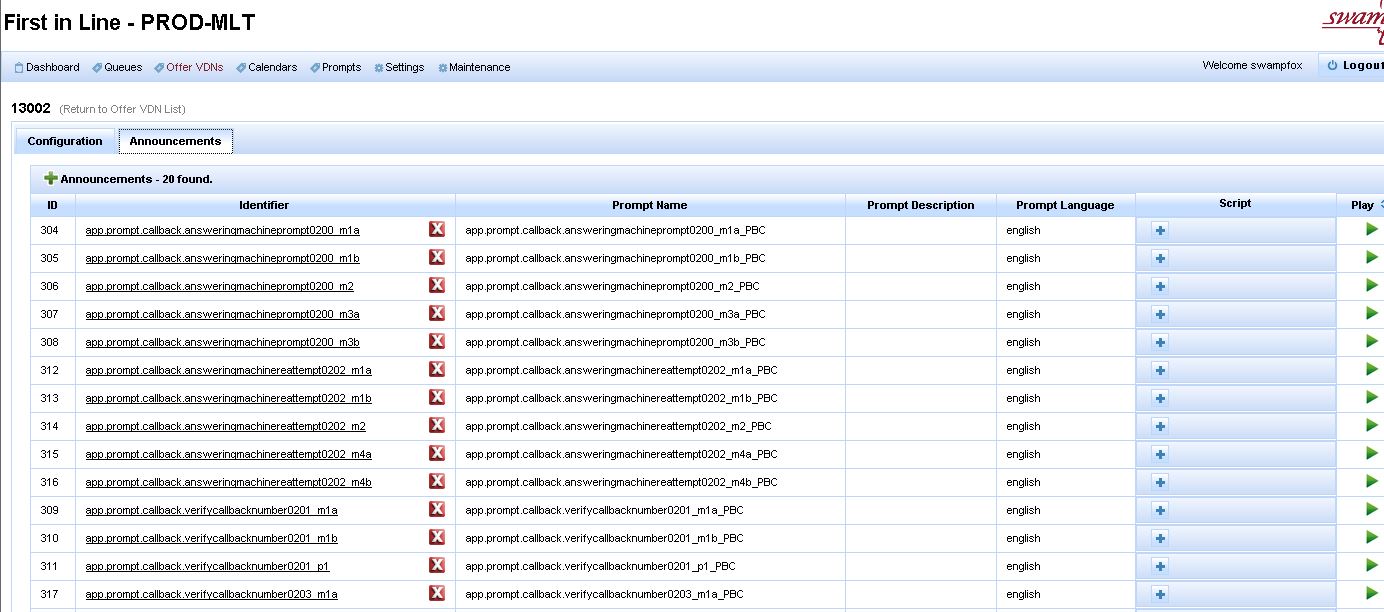 First in Line - PROD-MLT
Dashboard Queues Offer VDNs Calendars Prompts Settings Maintenance Welcome swampfox Logout
13002 (Return to Offer VDN List)
Configuration Announcements
Announcements - 20 found.
ID Identifier Prompt Name Prompt Description Prompt Language Script Play
304 app.prompt.callback.answeringmachineprompt0200_m1a X app.prompt.callback.answeringmachineprompt0200_m1a_PBC english
305 app.prompt.callback.answeringmachineprompt0200_m1b X app.prompt.callback.answeringmachineprompt0200_m1b_PBC english
306 app.prompt.callback.answeringmachineprompt0200_m2 X app.prompt.callback.answeringmachineprompt0200_m2_PBC english
307 app.prompt.callback.answeringmachineprompt0200_m3a X app.prompt.callback.answeringmachineprompt0200_m3a_PBC english
308 app.prompt.callback.answeringmachineprompt0200_m3b X app.prompt.callback.answeringmachineprompt0200_m3b_PBC english
312 app.prompt.callback.answeringmachinereattempt0202_m1a X app.prompt.callback.answeringmachinereattempt0202_m1a_PBC english
313 app.prompt.callback.answeringmachinereattempt0202_m1b X app.prompt.callback.answeringmachinereattempt0202_m1b_PBC english
314 app.prompt.callback.answeringmachinereattempt0202_m2 X app.prompt.callback.answeringmachinereattempt0202_m2_PBC english
315 app.prompt.callback.answeringmachinereattempt0202_m4a X app.prompt.callback.answeringmachinereattempt0202_m4a_PBC english
316 app.prompt.callback.answeringmachinereattempt0202_m4b X app.prompt.callback.answeringmachinereattempt0202_m4b_PBC english
309 app.prompt.callback.verifycallbacknumber0201_m1a X app.prompt.callback.verifycallbacknumber0201_m1a_PBC english
310 app.prompt.callback.verifycallbacknumber0201_m1b X app.prompt.callback.verifycallbacknumber0201_m1b_PBC english
311 app.prompt.callback.verifycallbacknumber0201_p1 X app.prompt.callback.verifycallbacknumber0201_p1_PBC english
317 app.prompt.callback.verifycallbacknumber0203_m1a X app.prompt.callback.verifycallbacknumber0203_m1a_PBC english